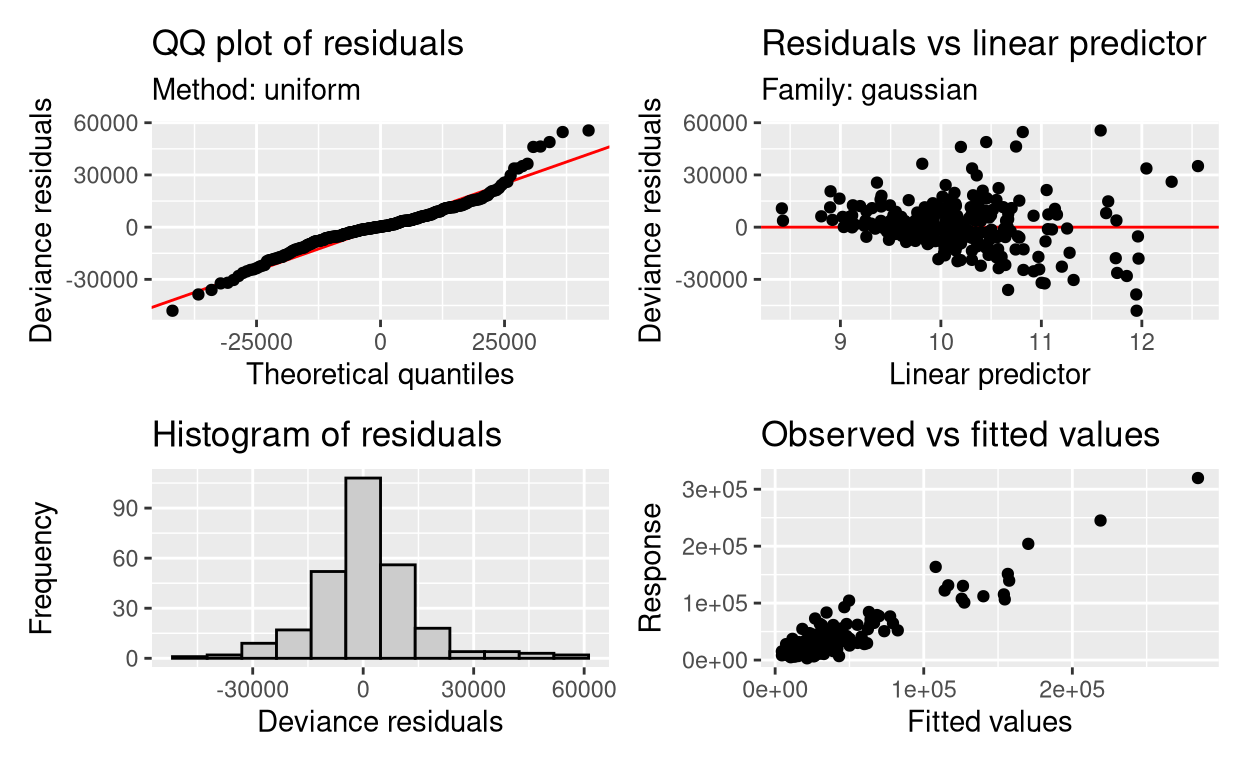 QQ plot of residuals
Method: uniform
60000
30000
0
-30000
Deviance residuals
-25000 0 25000
Theoretical quantiles
Residuals vs linear predictor
Family: gaussian
60000
30000
0
-30000
Deviance residuals
9 10 11 12
Linear predictor
Histogram of residuals
90
60
30
0
Frequency
-30000 0 30000 60000
Deviance residuals
Observed vs fitted values
3e+05
2e+05
1e+05
0e+00
Response
0e+00 1e+05 2e+05
Fitted values